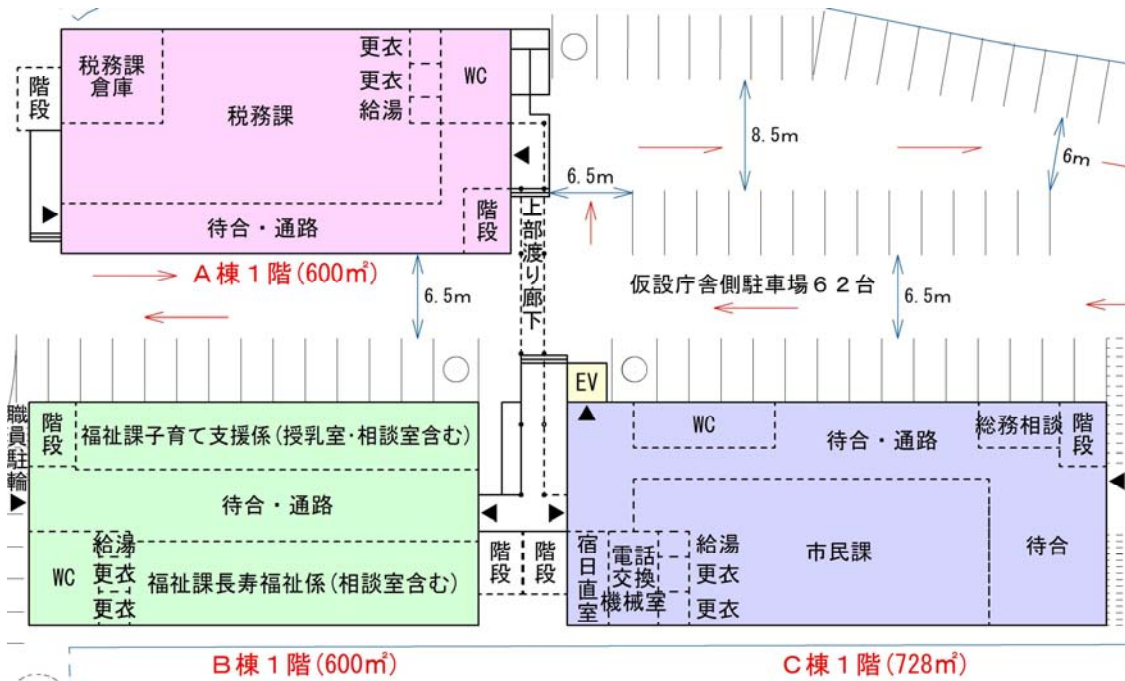 税務課
倉庫
階段
更衣
更衣
給湯
WC
税務課
待合・通路
階段
A棟1階(600㎡)
上部渡り廊下
8.5m
6m
6.5m
6.5m
仮設庁舎側駐車場62台
6.5m
職員駐輪
階段
福祉課子育て支援係(授乳室・相談室含む)
待合・通路
WC
給湯
更衣
更衣
福祉課長寿福祉係(相談室含む)
階段
階段
B棟1階(600㎡)
EV
WC
待合・通路
総務相談
階段
宿日直室
電話
交換
機械室
給湯
更衣
更衣
市民課
待合
C棟1階(728㎡)